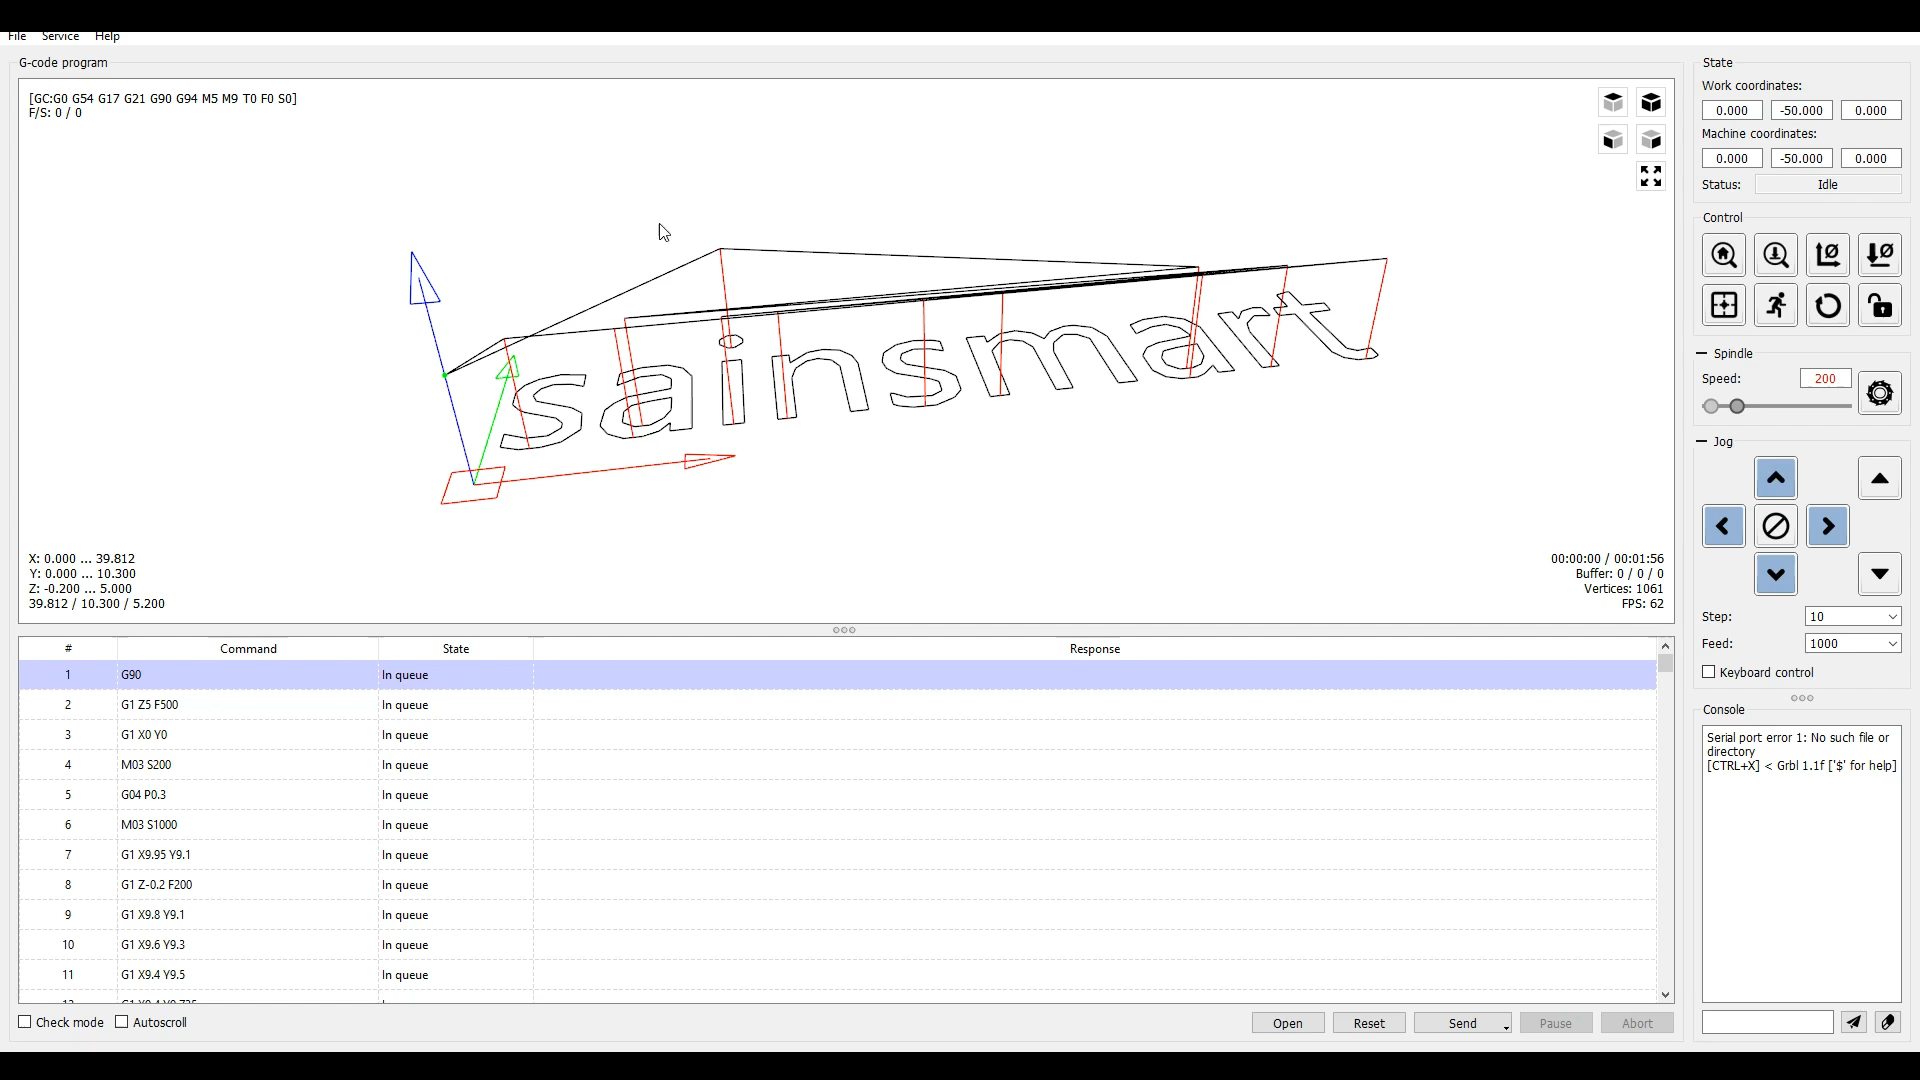 File Service Help
G-code program
[GC:G0 G54 G17 G21 G90 G94 M5 M9 T0 F0 S0]
F/S: 0 / 0
sainsmart
X: 0.000 ... 39.812
Y: 0.000 ... 10.300
Z: -0.200 ... 5.000
39.812 / 10.300 / 5.200
00:00:00 / 00:01:56
Buffer: 0 / 0 / 0
Vertices: 1061
FPS: 62
# Command State Response
1 G90 In queue
2 G1 Z5 F500 In queue
3 G1 X0 Y0 In queue
4 M03 S200 In queue
5 G04 P0.3 In queue
6 M03 S1000 In queue
7 G1 X9.95 Y9.1 In queue
8 G1 Z-0.2 F200 In queue
9 G1 X9.8 Y9.1 In queue
10 G1 X9.6 Y9.3 In queue
11 G1 X9.4 Y9.5 In queue
Check mode Autoscroll
Open Reset Send Pause Abort
State
Work coordinates:
0.000 -50.000 0.000
Machine coordinates:
0.000 -50.000 0.000
Status: Idle
Control
Spindle
Speed: 200
Jog
Step: 10
Feed: 1000
Keyboard control
Console
Serial port error 1: No such file or
directory
[CTRL+X] < Grbl 1.1f ['$' for help]